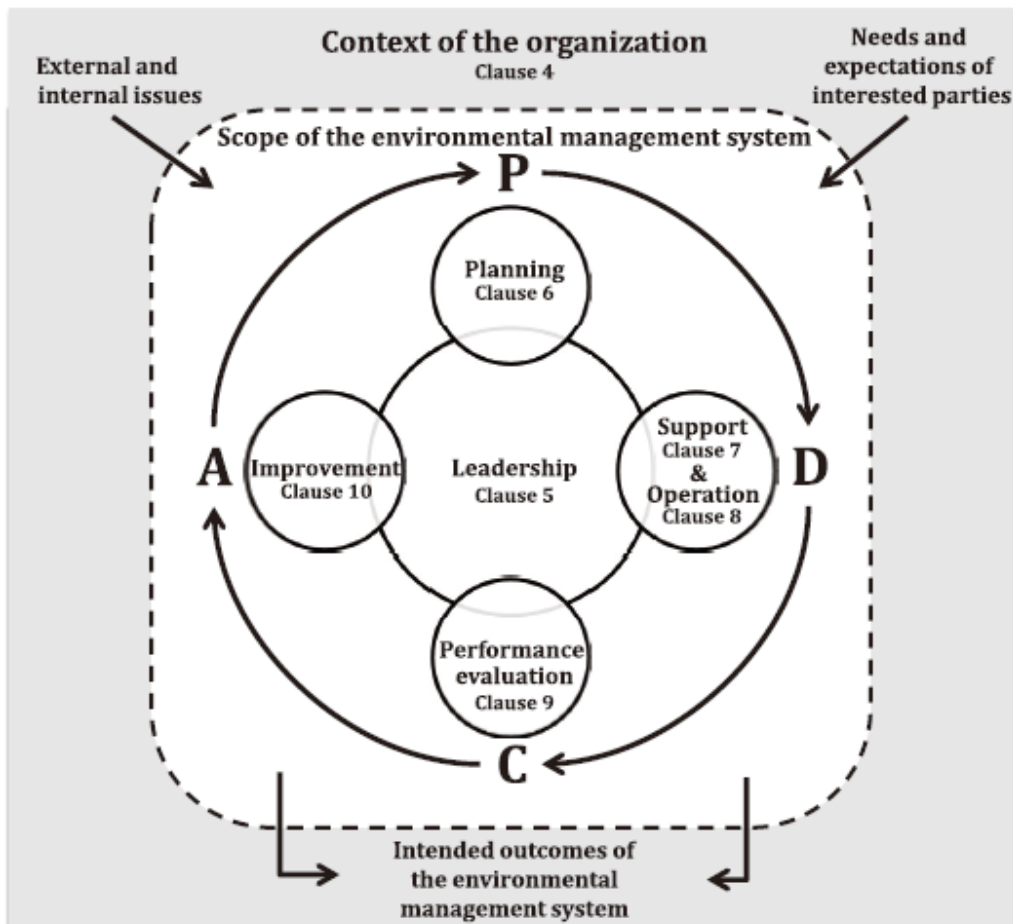 Context of the organization
Clause 4
External and
internal issues
Needs and
expectations of
interested parties
Scope of the environmental management system
P
Planning
Clause 6
A
Improvement
Clause 10
Leadership
Clause 5
Support
Clause 7
&
Operation
Clause 8
D
Performance
evaluation
Clause 9
C
Intended outcomes of
the environmental
management system